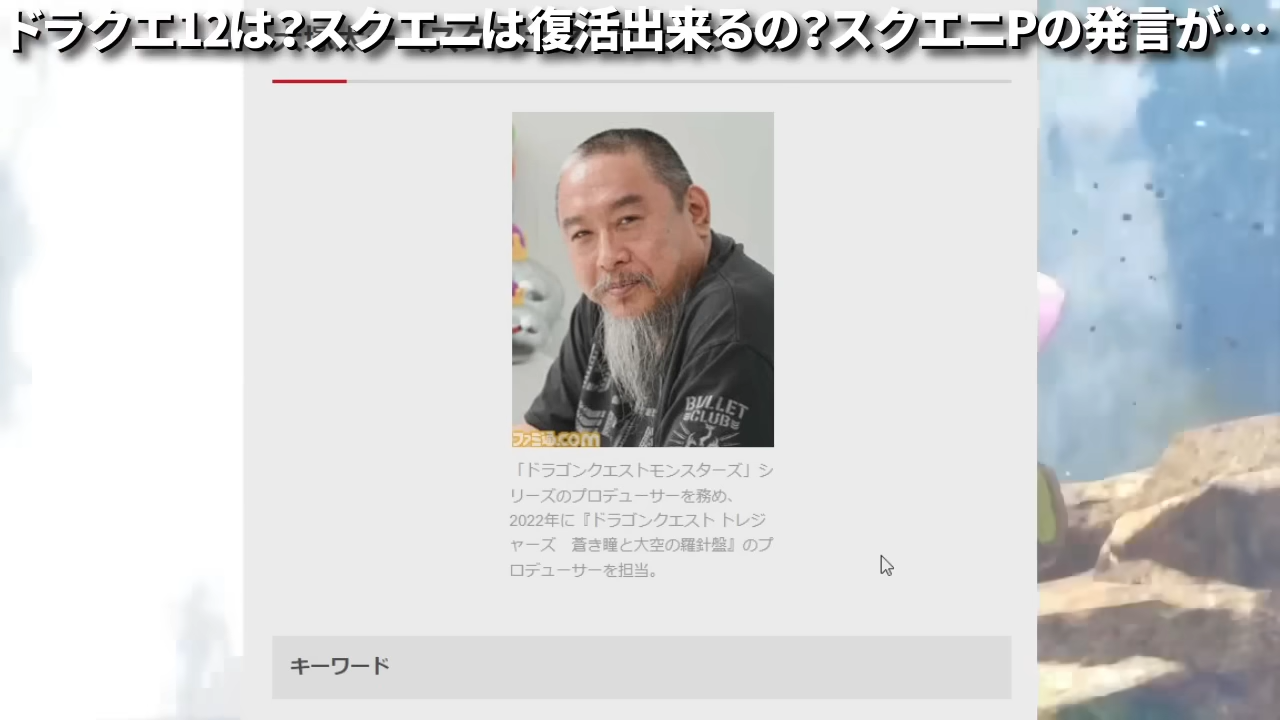 ドラクエ12は？スクエニは復活出来るの？スクエニPの発言が…
BULLET
CLUB
ファミ通.com
「ドラゴンクエストモンスターズ」シ
リーズのプロデューサーを務め、
2022年に『ドラゴンクエスト トレジ
ャーズ　蒼き瞳と大空の羅針盤』のプ
ロデューサーを担当。
キーワード